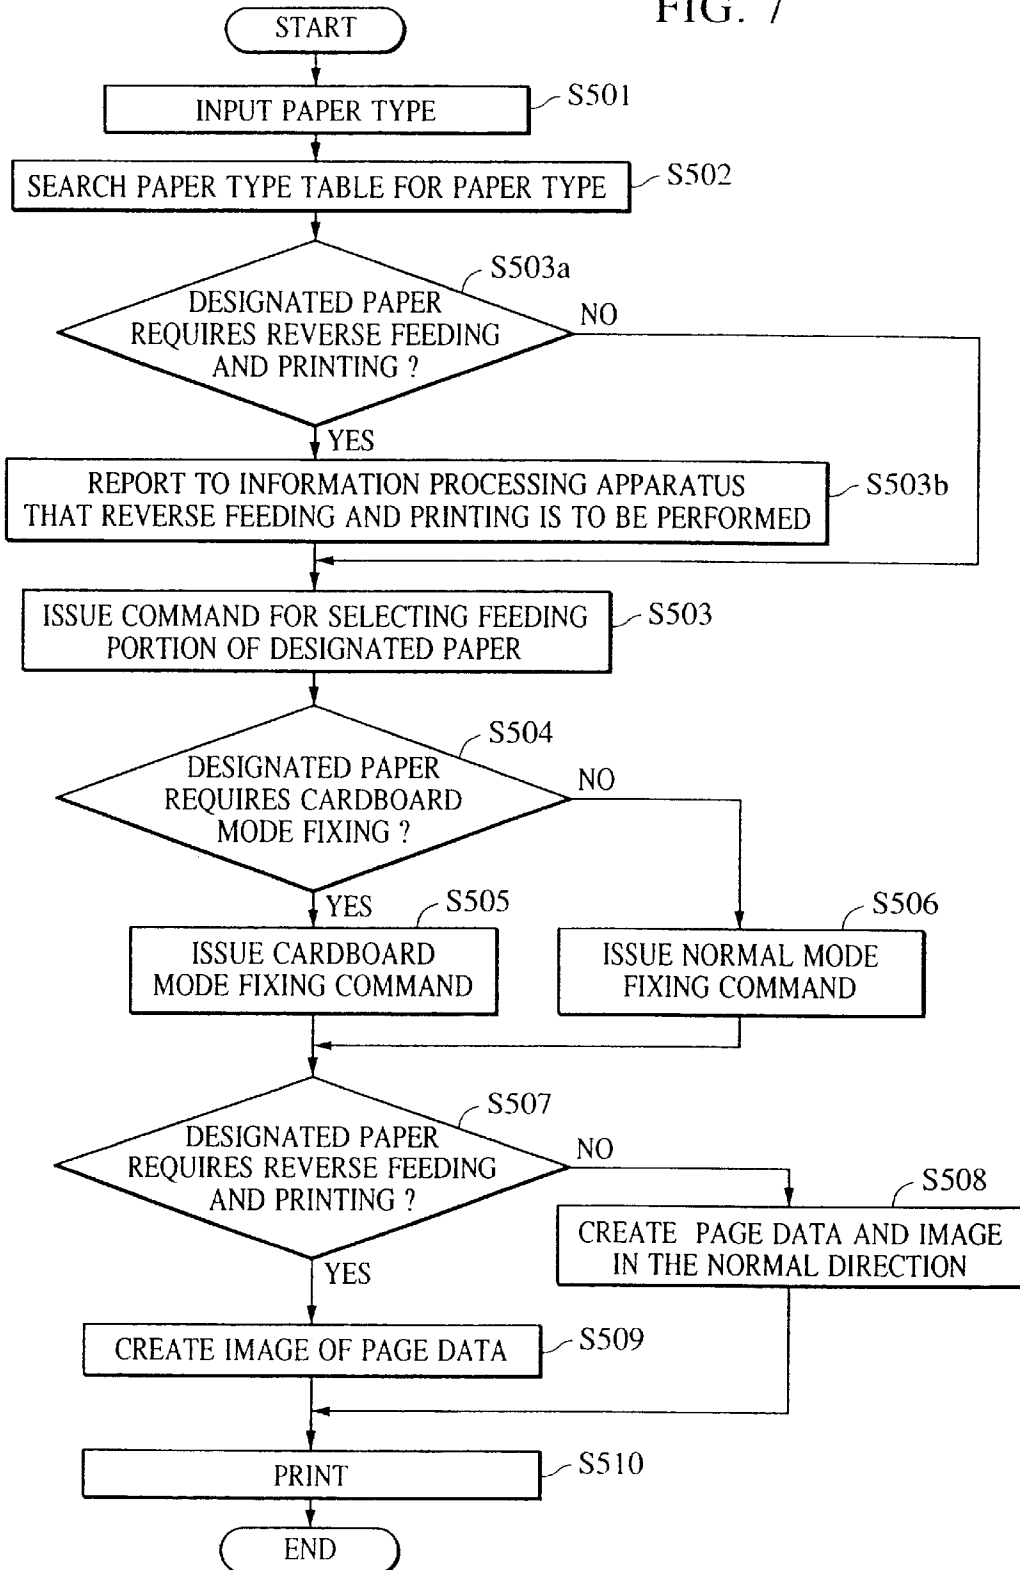 FIG. 7
START
INPUT PAPER TYPE
S501
SEARCH PAPER TYPE TABLE FOR PAPER TYPE
S502
S503a
DESIGNATED PAPER
REQUIRES REVERSE FEEDING
AND PRINTING ?
NO
YES
REPORT TO INFORMATION PROCESSING APPARATUS
THAT REVERSE FEEDING AND PRINTING IS TO BE PERFORMED
S503b
ISSUE COMMAND FOR SELECTING FEEDING
PORTION OF DESIGNATED PAPER
S503
S504
DESIGNATED PAPER
REQUIRES CARDBOARD
MODE FIXING ?
NO
YES
S505
S506
ISSUE CARDBOARD
MODE FIXING COMMAND
ISSUE NORMAL MODE
FIXING COMMAND
S507
DESIGNATED PAPER
REQUIRES REVERSE FEEDING
AND PRINTING ?
NO
S508
CREATE PAGE DATA AND IMAGE
IN THE NORMAL DIRECTION
YES
CREATE IMAGE OF PAGE DATA
S509
PRINT
S510
END